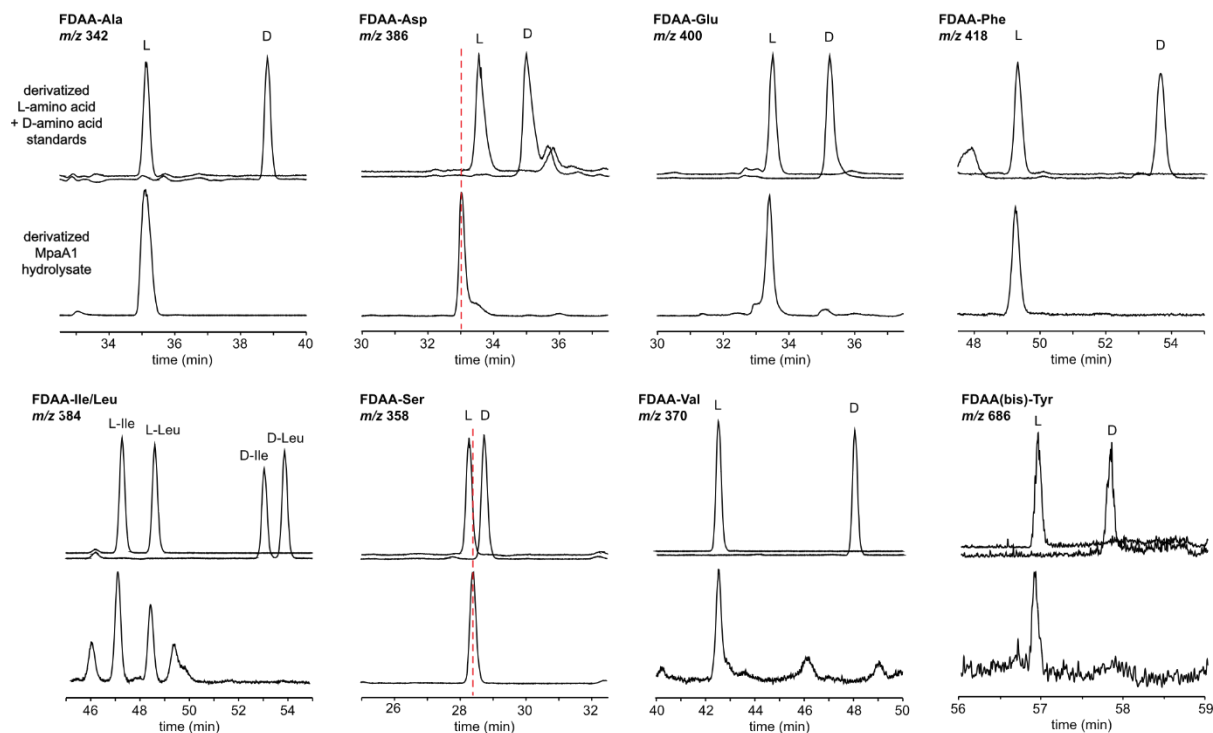 FDAA-Ala
m/z 342
L
D
FDAA-Asp
m/z 386
L
D
FDAA-Glu
m/z 400
L
D
FDAA-Phe
m/z 418
L
D
derivatized
L-amino acid
+ D-amino acid
standards
derivatized
MpaA1
hydrolysate
34 36 38 40
time (min)
30 32 34 36
time (min)
30 32 34 36
time (min)
48 50 52 54
time (min)
FDAA-Ile/Leu
m/z 384
L-Ile
L-Leu
D-Ile
D-Leu
FDAA-Ser
m/z 358
L D
FDAA-Val
m/z 370
L
D
FDAA(bis)-Tyr
m/z 686
L
D
46 48 50 52 54
time (min)
26 28 30 32
time (min)
40 42 44 46 48 50
time (min)
56 57 58 59
time (min)